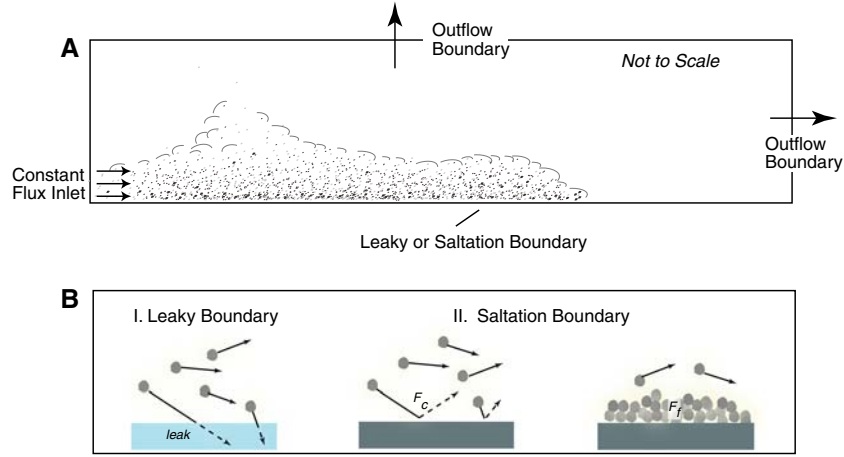 A
Outflow
Boundary
Not to Scale
Outflow
Boundary
Constant
Flux Inlet
Leaky or Saltation Boundary
B
I. Leaky Boundary
II. Saltation Boundary
leak
Fc
Ff